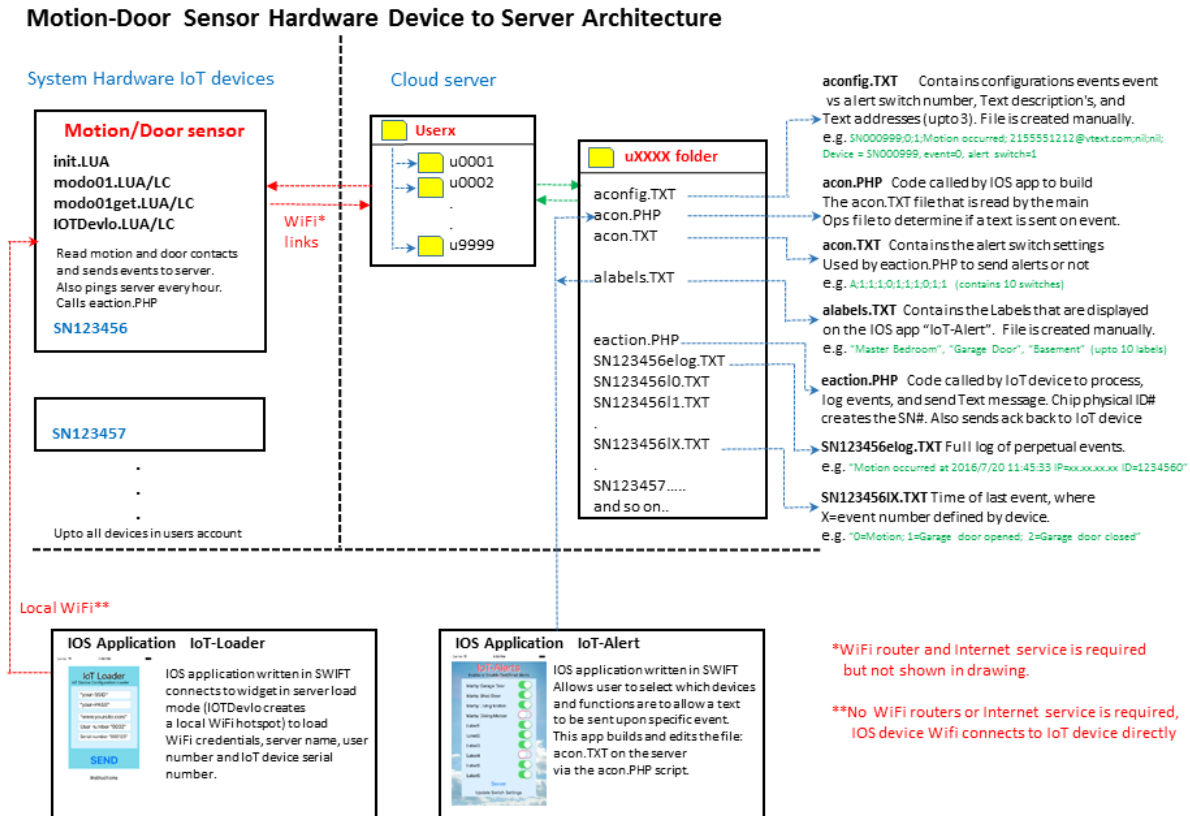 Motion-Door Sensor Hardware Device to Server Architecture
System Hardware IoT devices
Motion/Door sensor
init.LUA
modo01.LUA/LC
modo01get.LUA/LC
IOTDevlo.LUA/LC
Read motion and door contacts
and sends events to server.
Also pings server every hour.
Calls eaction.PHP
SN123456
SN123457
.
.
.
Upto all devices in users account
WiFi*
links
Cloud server
Userx
u0001
u0002
.
.
u9999
uXXXX folder
aconfig.TXT
acon.PHP
acon.TXT
alabels.TXT
eaction.PHP
SN123456elog.TXT
SN123456l0.TXT
SN123456l1.TXT
.
SN123456lX.TXT
.
SN123457.....
and so on..
aconfig.TXT Contains configurations events event
vs alert switch number, Text description's, and
Text addresses (upto 3). File is created manually.
e.g. SN000999;0;1;Motion occurred; 2155551212@vtext.com;nil;nil;
Device = SN000999, event=0, alert switch=1
acon.PHP Code called by IOS app to build
The acon.TXT file that is read by the main
Ops file to determine if a text is sent on event.
acon.TXT Contains the alert switch settings
Used by eaction.PHP to send alerts or not
e.g. A;1;1;1;0;1;1;1;0;1;1 (contains 10 switches)
alabels.TXT Contains the Labels that are displayed
on the IOS app "IoT-Alert". File is created manually.
e.g. "Master Bedroom", "Garage Door", "Basement" (upto 10 labels)
eaction.PHP Code called by IoT device to process,
log events, and send Text message. Chip physical ID#
creates the SN#. Also sends ack back to IoT device
SN123456elog.TXT Full log of perpetual events.
e.g. "Motion occurred at 2016/7/20 11:45:33 IP=xx.xx.xx.xx ID=1234560"
SN123456lX.TXT Time of last event, where
X=event number defined by device.
e.g. "0=Motion; 1=Garage door opened; 2=Garage door closed"
Local WiFi**
IOS Application IoT-Loader
IoT Loader
"your-SSID"
"your-PASS"
"www.yoursite.com"
SEND
Instructions
IOS application written in SWIFT
connects to widget in server load
mode (IOTDevlo creates
a local WiFi hotspot) to load
WiFi credentials, server name, user
number and IoT device serial
number.
IOS Application IoT-Alert
IoT-Alerts
Label5
Label6
Label7
Label8
Label9
Server
Update Switch Settings
IOS application written in SWIFT
Allows user to select which devices
and functions are to allow a text
to be sent upon specific event.
This app builds and edits the file:
acon.TXT on the server
via the acon.PHP script.
*WiFi router and Internet service is required
but not shown in drawing.
**No WiFi routers or Internet service is required,
IOS device Wifi connects to IoT device directly